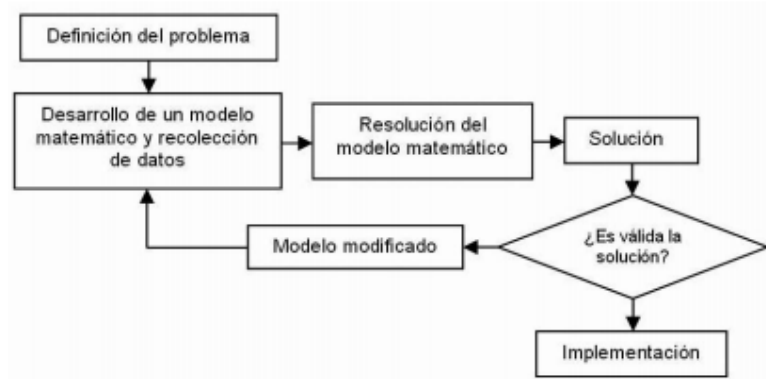 Definición del problema
Desarrollo de un modelo
matemático y recolección
de datos
Resolución del
modelo matemático
Solución
¿Es válida la
solución?
Modelo modificado
Implementación